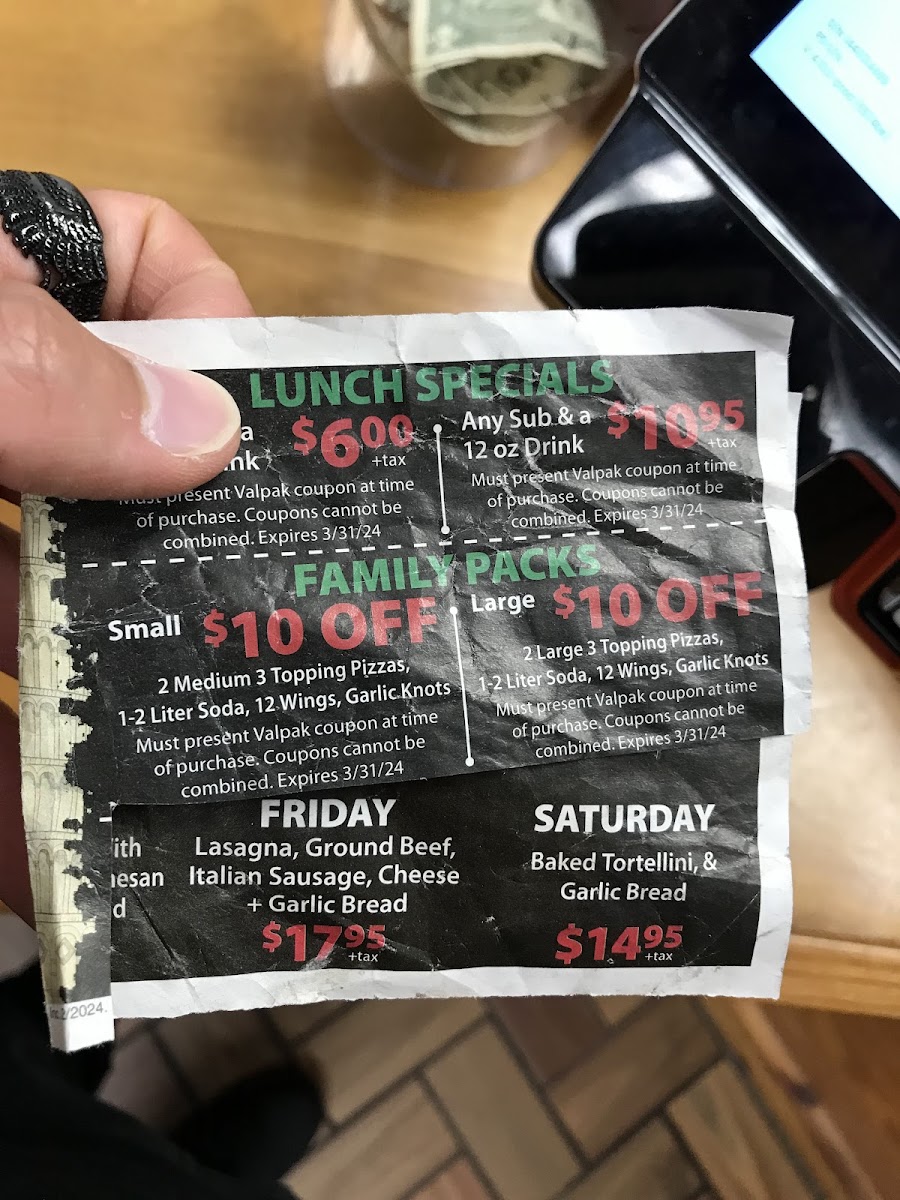 LUNCH SPECIALS
a
nk
$6.00
+tax
Must present Valpak coupon at time
of purchase. Coupons cannot be
combined. Expires 3/31/24
Any Sub & a
12 oz Drink
$10.95
+tax
Must present Valpak coupon at time
of purchase. Coupons cannot be
combined. Expires 3/31/24
FAMILY PACKS
Small
$10 OFF
2 Medium 3 Topping Pizzas,
1-2 Liter Soda, 12 Wings, Garlic Knots
Must present Valpak coupon at time
of purchase. Coupons cannot be
combined. Expires 3/31/24
Large
$10 OFF
2 Large 3 Topping Pizzas,
1-2 Liter Soda, 12 Wings, Garlic Knots
Must present Valpak coupon at time
of purchase. Coupons cannot be
combined. Expires 3/31/24
ith
esan
d
FRIDAY
Lasagna, Ground Beef,
Italian Sausage, Cheese
+ Garlic Bread
$17.95
+tax
SATURDAY
Baked Tortellini, &
Garlic Bread
$14.95
+tax
2/2024.